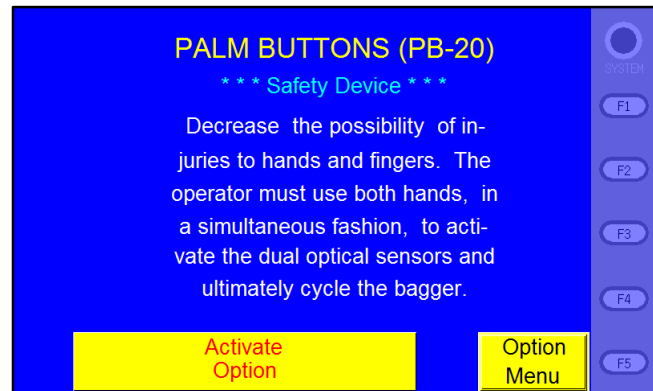 PALM BUTTONS (PB-20)
* * * Safety Device * * *
Decrease the possibility of in-
juries to hands and fingers. The
operator must use both hands, in
a simultaneous fashion, to acti-
vate the dual optical sensors and
ultimately cycle the bagger.
Activate
Option
Option
Menu
SYSTEM
F1
F2
F3
F4
F5